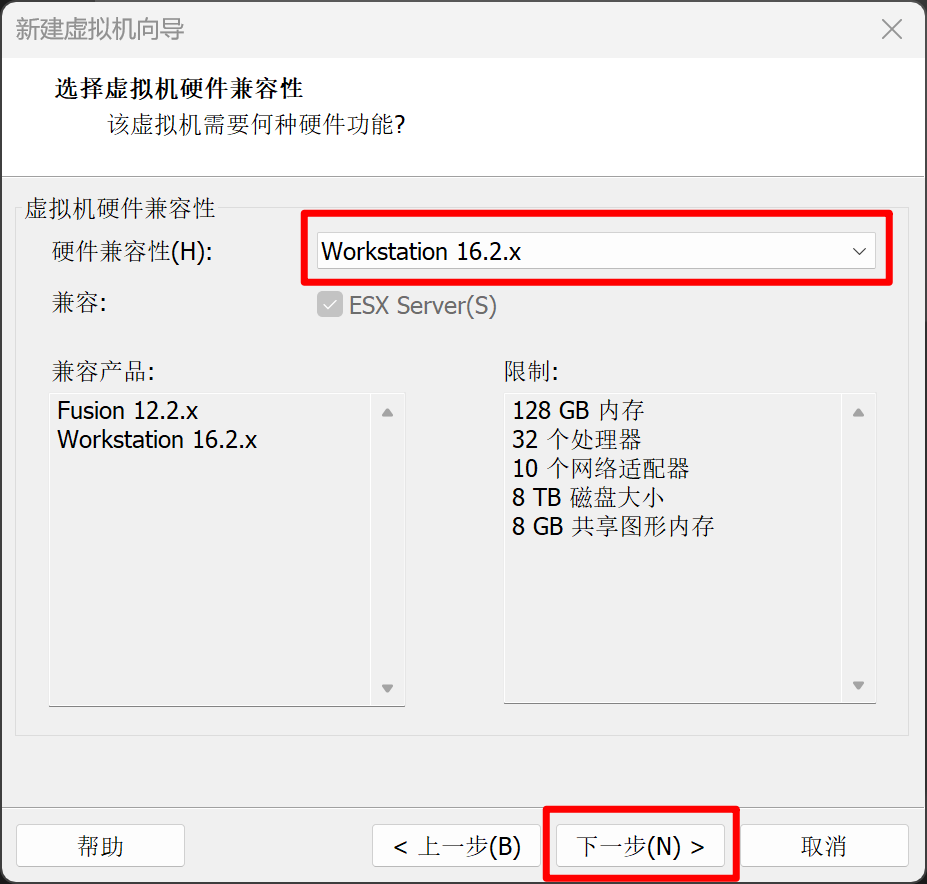 新建虚拟机向导
选择虚拟机硬件兼容性
该虚拟机需要何种硬件功能?
虚拟机硬件兼容性
硬件兼容性(H):
Workstation 16.2.x
兼容:
ESX Server(S)
兼容产品:
Fusion 12.2.x
Workstation 16.2.x
限制:
128 GB 内存
32 个处理器
10 个网络适配器
8 TB 磁盘大小
8 GB 共享图形内存
帮助
< 上一步(B)
下一步(N) >
取消